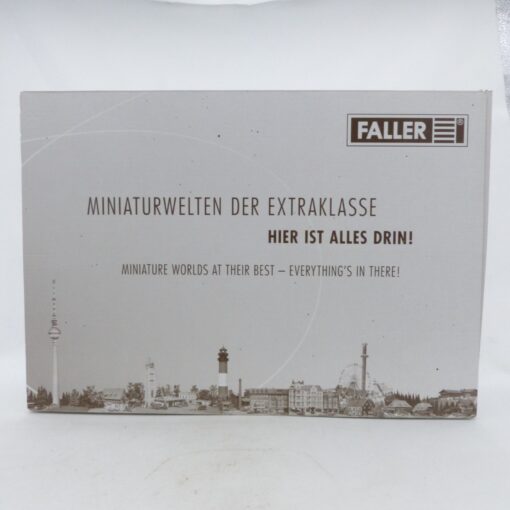 FALLER
MINIATURWELTEN DER EXTRAKLASSE
HIER IST ALLES DRIN!
MINIATURE WORLDS AT THEIR BEST – EVERYTHING'S IN THERE!